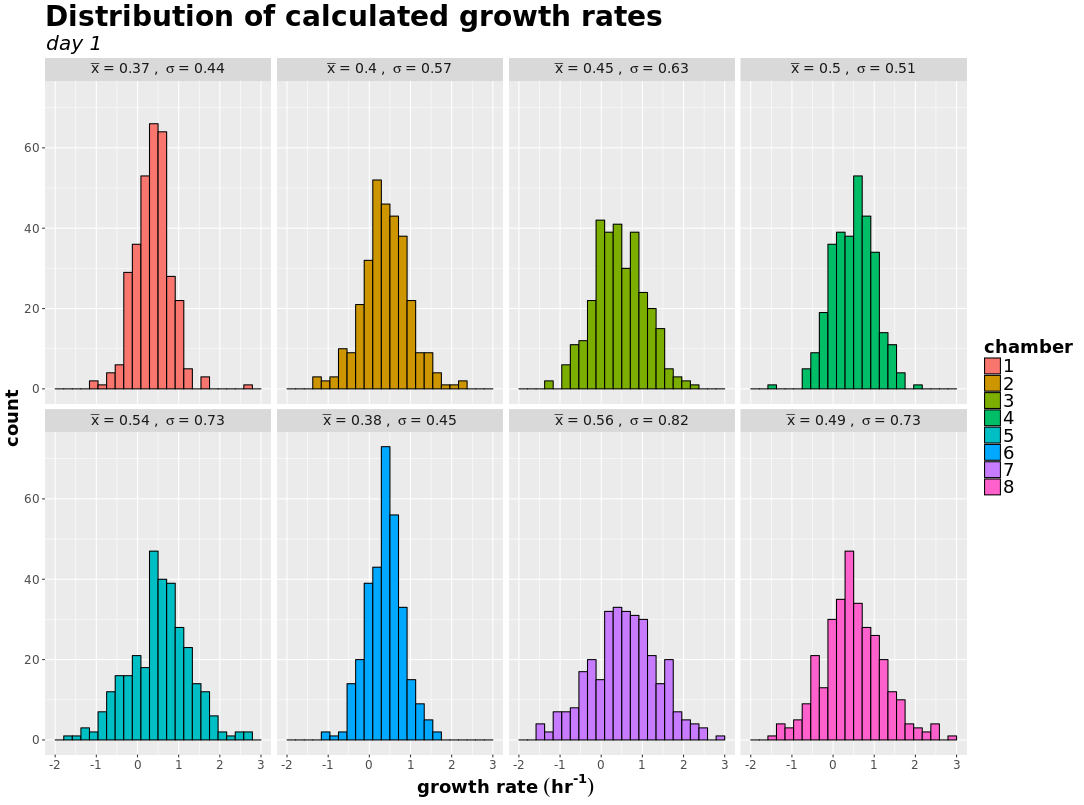 Distribution of calculated growth rates
day 1
x̅ = 0.37 , σ = 0.44
x̅ = 0.4 , σ = 0.57
x̅ = 0.45 , σ = 0.63
x̅ = 0.5 , σ = 0.51
60
40
20
0
x̅ = 0.54 , σ = 0.73
x̅ = 0.38 , σ = 0.45
x̅ = 0.56 , σ = 0.82
x̅ = 0.49 , σ = 0.73
60
40
20
0
-2 -1 0 1 2 3
-2 -1 0 1 2 3
-2 -1 0 1 2 3
-2 -1 0 1 2 3
count
growth rate (hr⁻¹)
chamber
1
2
3
4
5
6
7
8